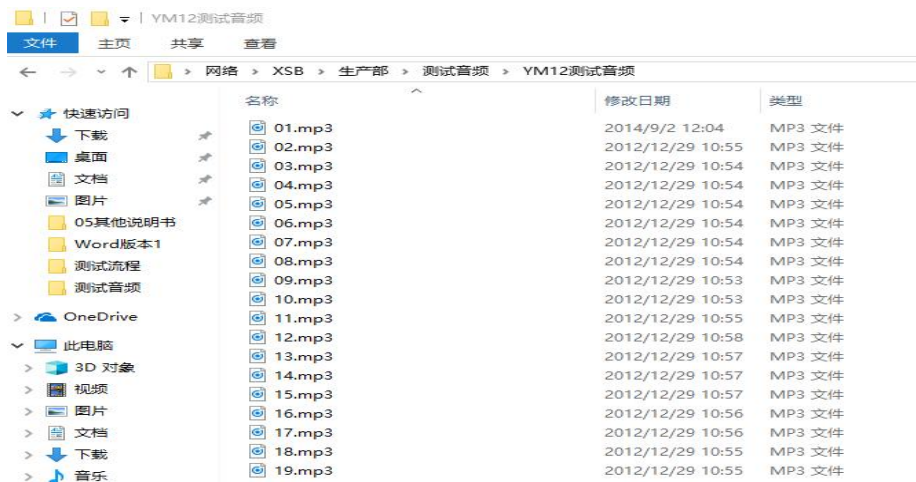 YM12测试音频
文件 主页 共享 查看
网络 > XSB > 生产部 > 测试音频 > YM12测试音频
名称 修改日期 类型
快速访问
下载
桌面
文档
图片
05其他说明书
Word版本1
测试流程
测试音频
OneDrive
此电脑
3D 对象
视频
图片
文档
下载
音乐
01.mp3 2014/9/2 12:04 MP3 文件
02.mp3 2012/12/29 10:55 MP3 文件
03.mp3 2012/12/29 10:54 MP3 文件
04.mp3 2012/12/29 10:54 MP3 文件
05.mp3 2012/12/29 10:54 MP3 文件
06.mp3 2012/12/29 10:54 MP3 文件
07.mp3 2012/12/29 10:54 MP3 文件
08.mp3 2012/12/29 10:54 MP3 文件
09.mp3 2012/12/29 10:53 MP3 文件
10.mp3 2012/12/29 10:53 MP3 文件
11.mp3 2012/12/29 10:55 MP3 文件
12.mp3 2012/12/29 10:58 MP3 文件
13.mp3 2012/12/29 10:57 MP3 文件
14.mp3 2012/12/29 10:57 MP3 文件
15.mp3 2012/12/29 10:57 MP3 文件
16.mp3 2012/12/29 10:56 MP3 文件
17.mp3 2012/12/29 10:56 MP3 文件
18.mp3 2012/12/29 10:55 MP3 文件
19.mp3 2012/12/29 10:55 MP3 文件